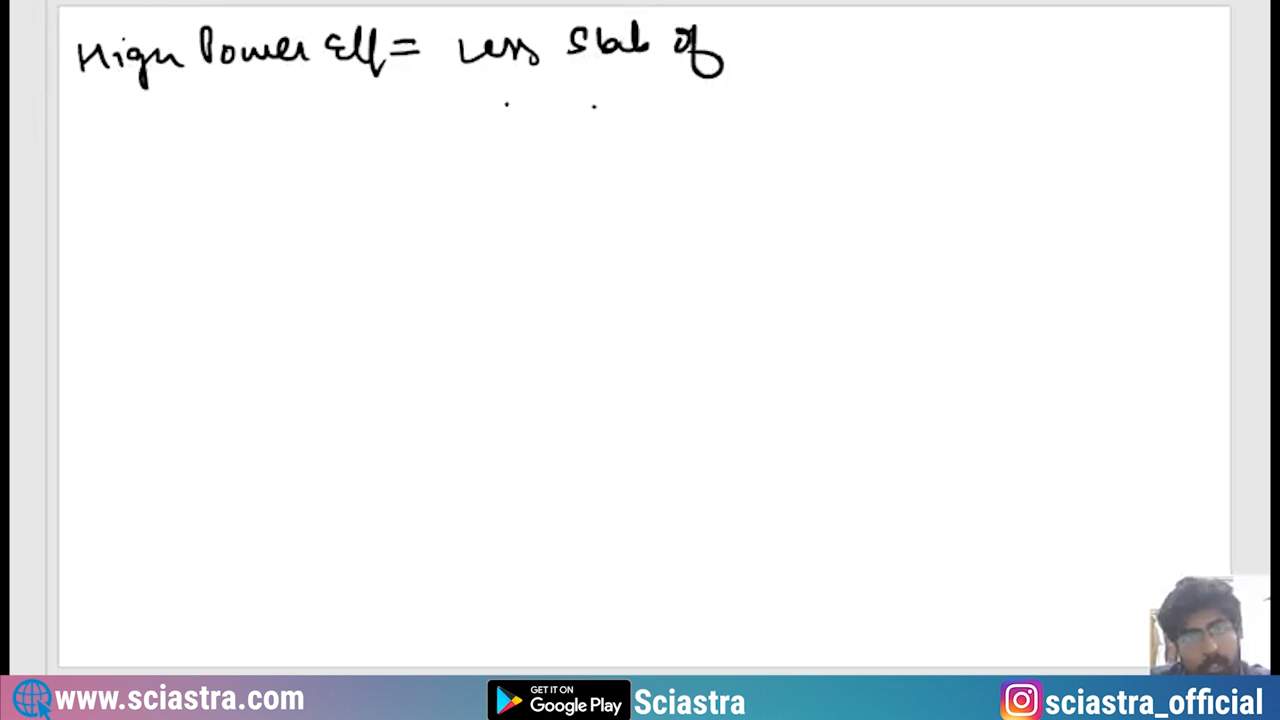 High Power Eff = Less Stab of
www.sciastra.com
GET IT ON
Google Play
Sciastra
sciastra_official